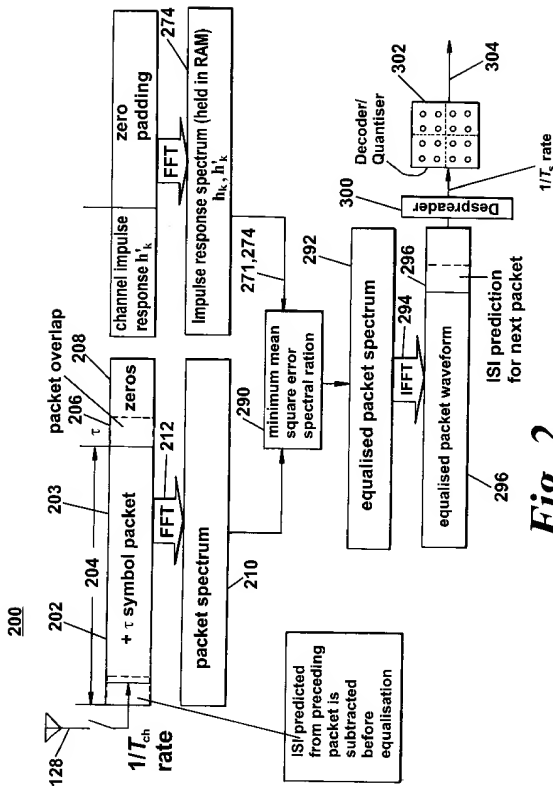 200
128
202
204
203
206
208
packet overlap
τ
+ τ symbol packet
zeros
1/Tch
rate
FFT
212
packet spectrum
210
ISI/predicted
from preceding
packet is
subtracted
before
equalisation
channel impulse
response h'k
zero
padding
FFT
274
Impulse response spectrum (held in RAM)
hk, h'k
271,274
290
minimum mean
square error
spectral ration
equalised packet spectrum
292
IFFT
294
equalised packet waveform
296
296
ISI prediction
for next packet
Despreader
300
1/Ts rate
Decoder/
Quantiser
302
304
Fig. 2